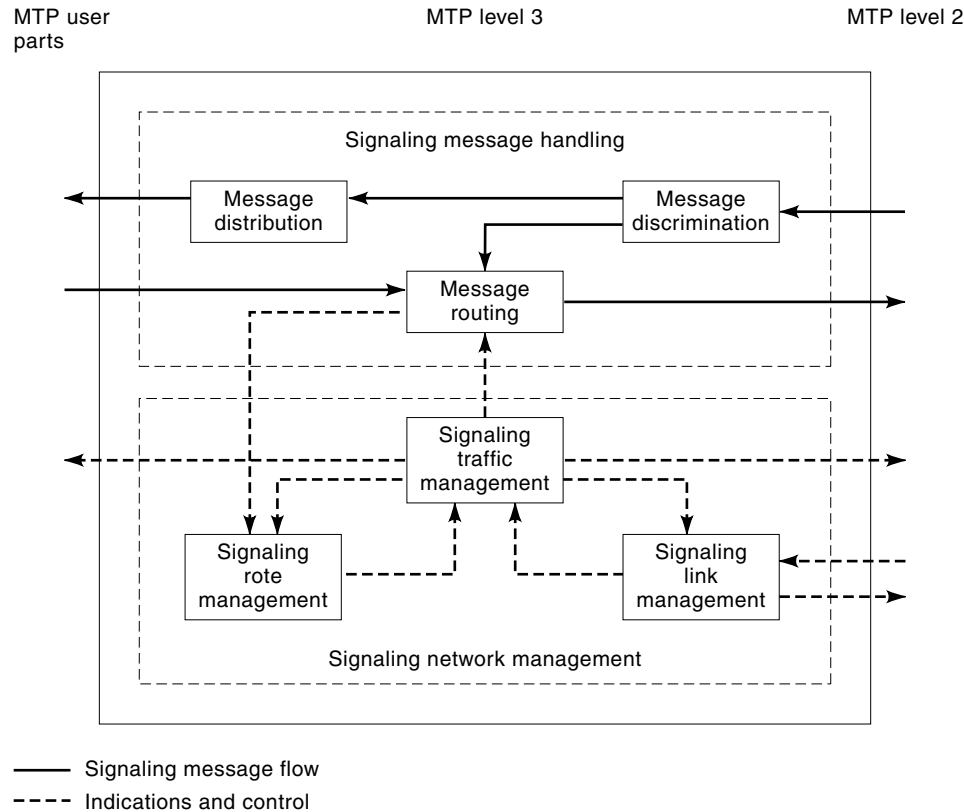 MTP user
parts
MTP level 3
MTP level 2
Signaling message handling
Message
distribution
Message
discrimination
Message
routing
Signaling
traffic
management
Signaling
rote
management
Signaling
link
management
Signaling network management
Signaling message flow
Indications and control